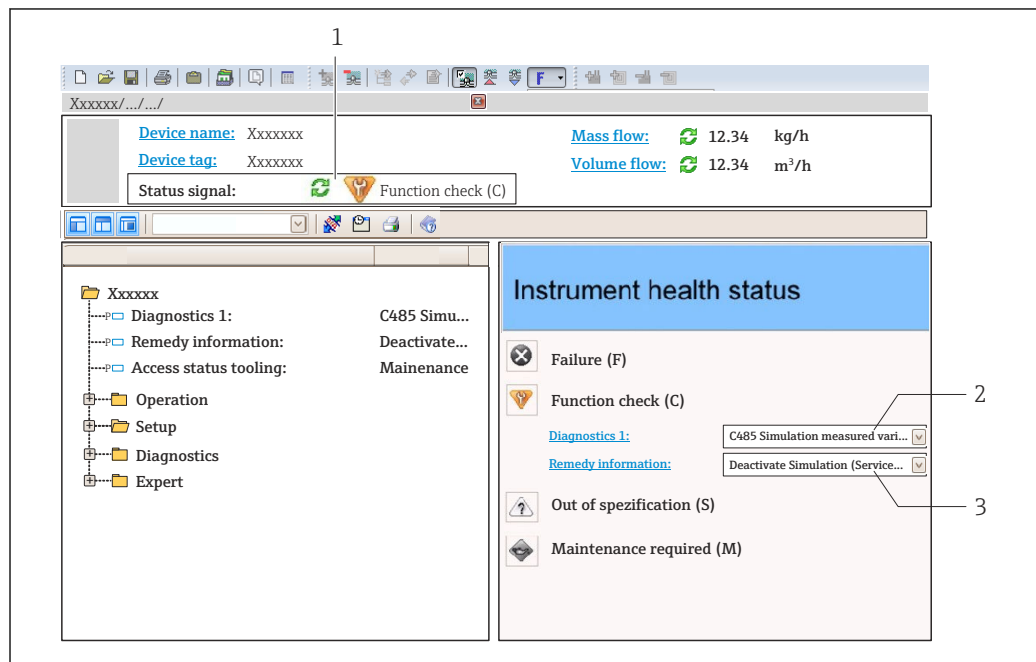 1
F
Xxxxxx/.../.../
Device name: Xxxxxxx
Mass flow: 12.34 kg/h
Device tag: Xxxxxxx
Volume flow: 12.34 m³/h
Status signal: Function check (C)
Xxxxxx
Diagnostics 1: C485 Simu...
Remedy information: Deactivate...
Access status tooling: Mainenance
Operation
Setup
Diagnostics
Expert
Instrument health status
Failure (F)
Function check (C)
2
Diagnostics 1: C485 Simulation measured vari...
Remedy information: Deactivate Simulation (Service...
Out of spezification (S)
3
Maintenance required (M)